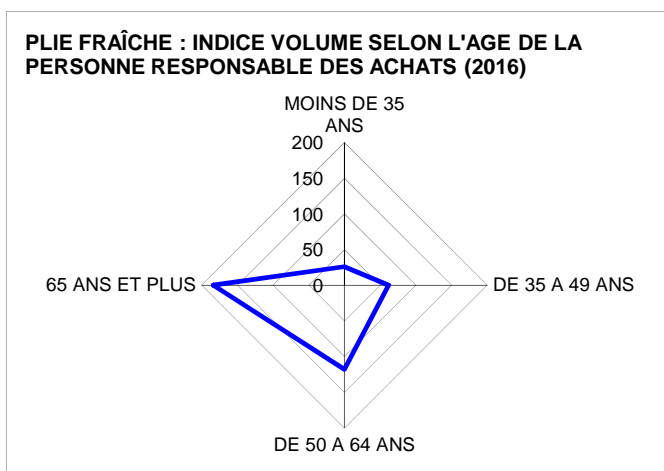 PLIE FRAÎCHE : INDICE VOLUME SELON L'AGE DE LA
PERSONNE RESPONSABLE DES ACHATS (2016)
MOINS DE 35
ANS
200
150
100
50
0
65 ANS ET PLUS
DE 35 A 49 ANS
DE 50 A 64 ANS